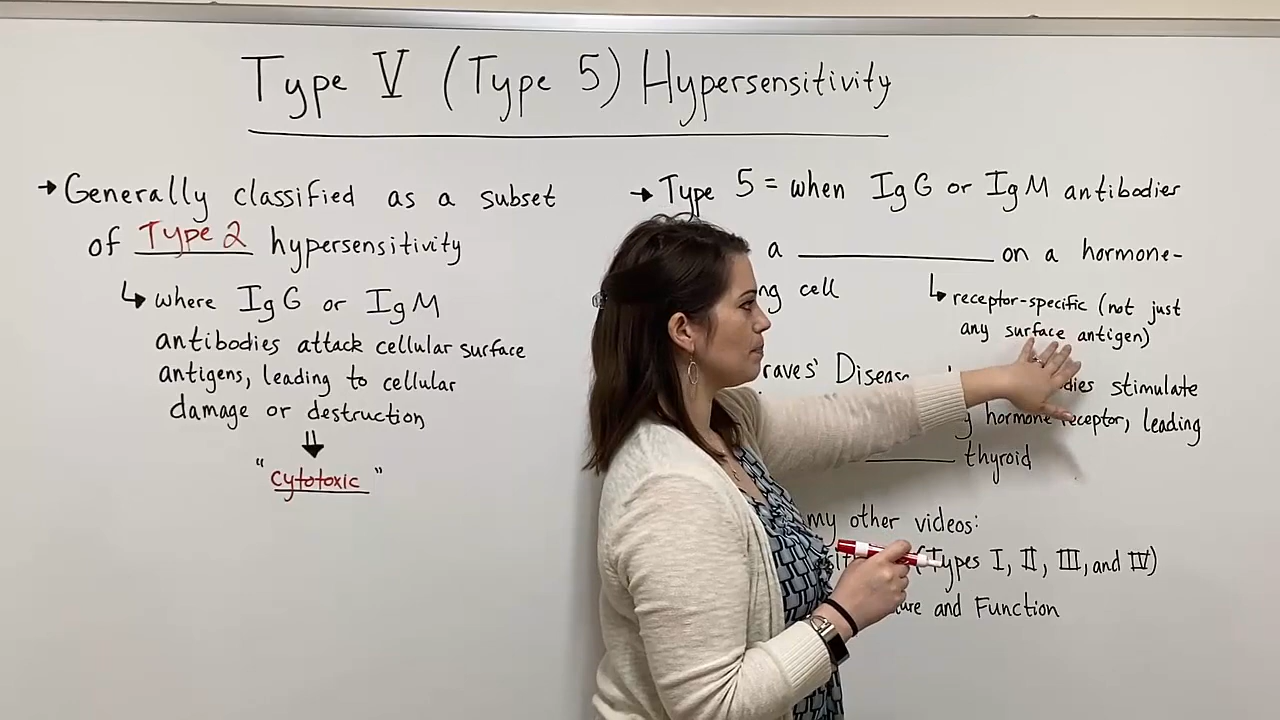 Type V (Type 5) Hypersensitivity
→ Generally classified as a subset
of Type 2 hypersensitivity
↳ where IgG or IgM
antibodies attack cellular surface
antigens, leading to cellular
damage or destruction
⇓
"cytotoxic"
→ Type 5 = when IgG or IgM antibodies
a ______ on a hormone-
cell
↳ receptor-specific (not just
any surface antigen)
Disease
stimulate
hormone receptor, leading
______ thyroid
my other videos:
(Types I, II, III, and IV)
and Function